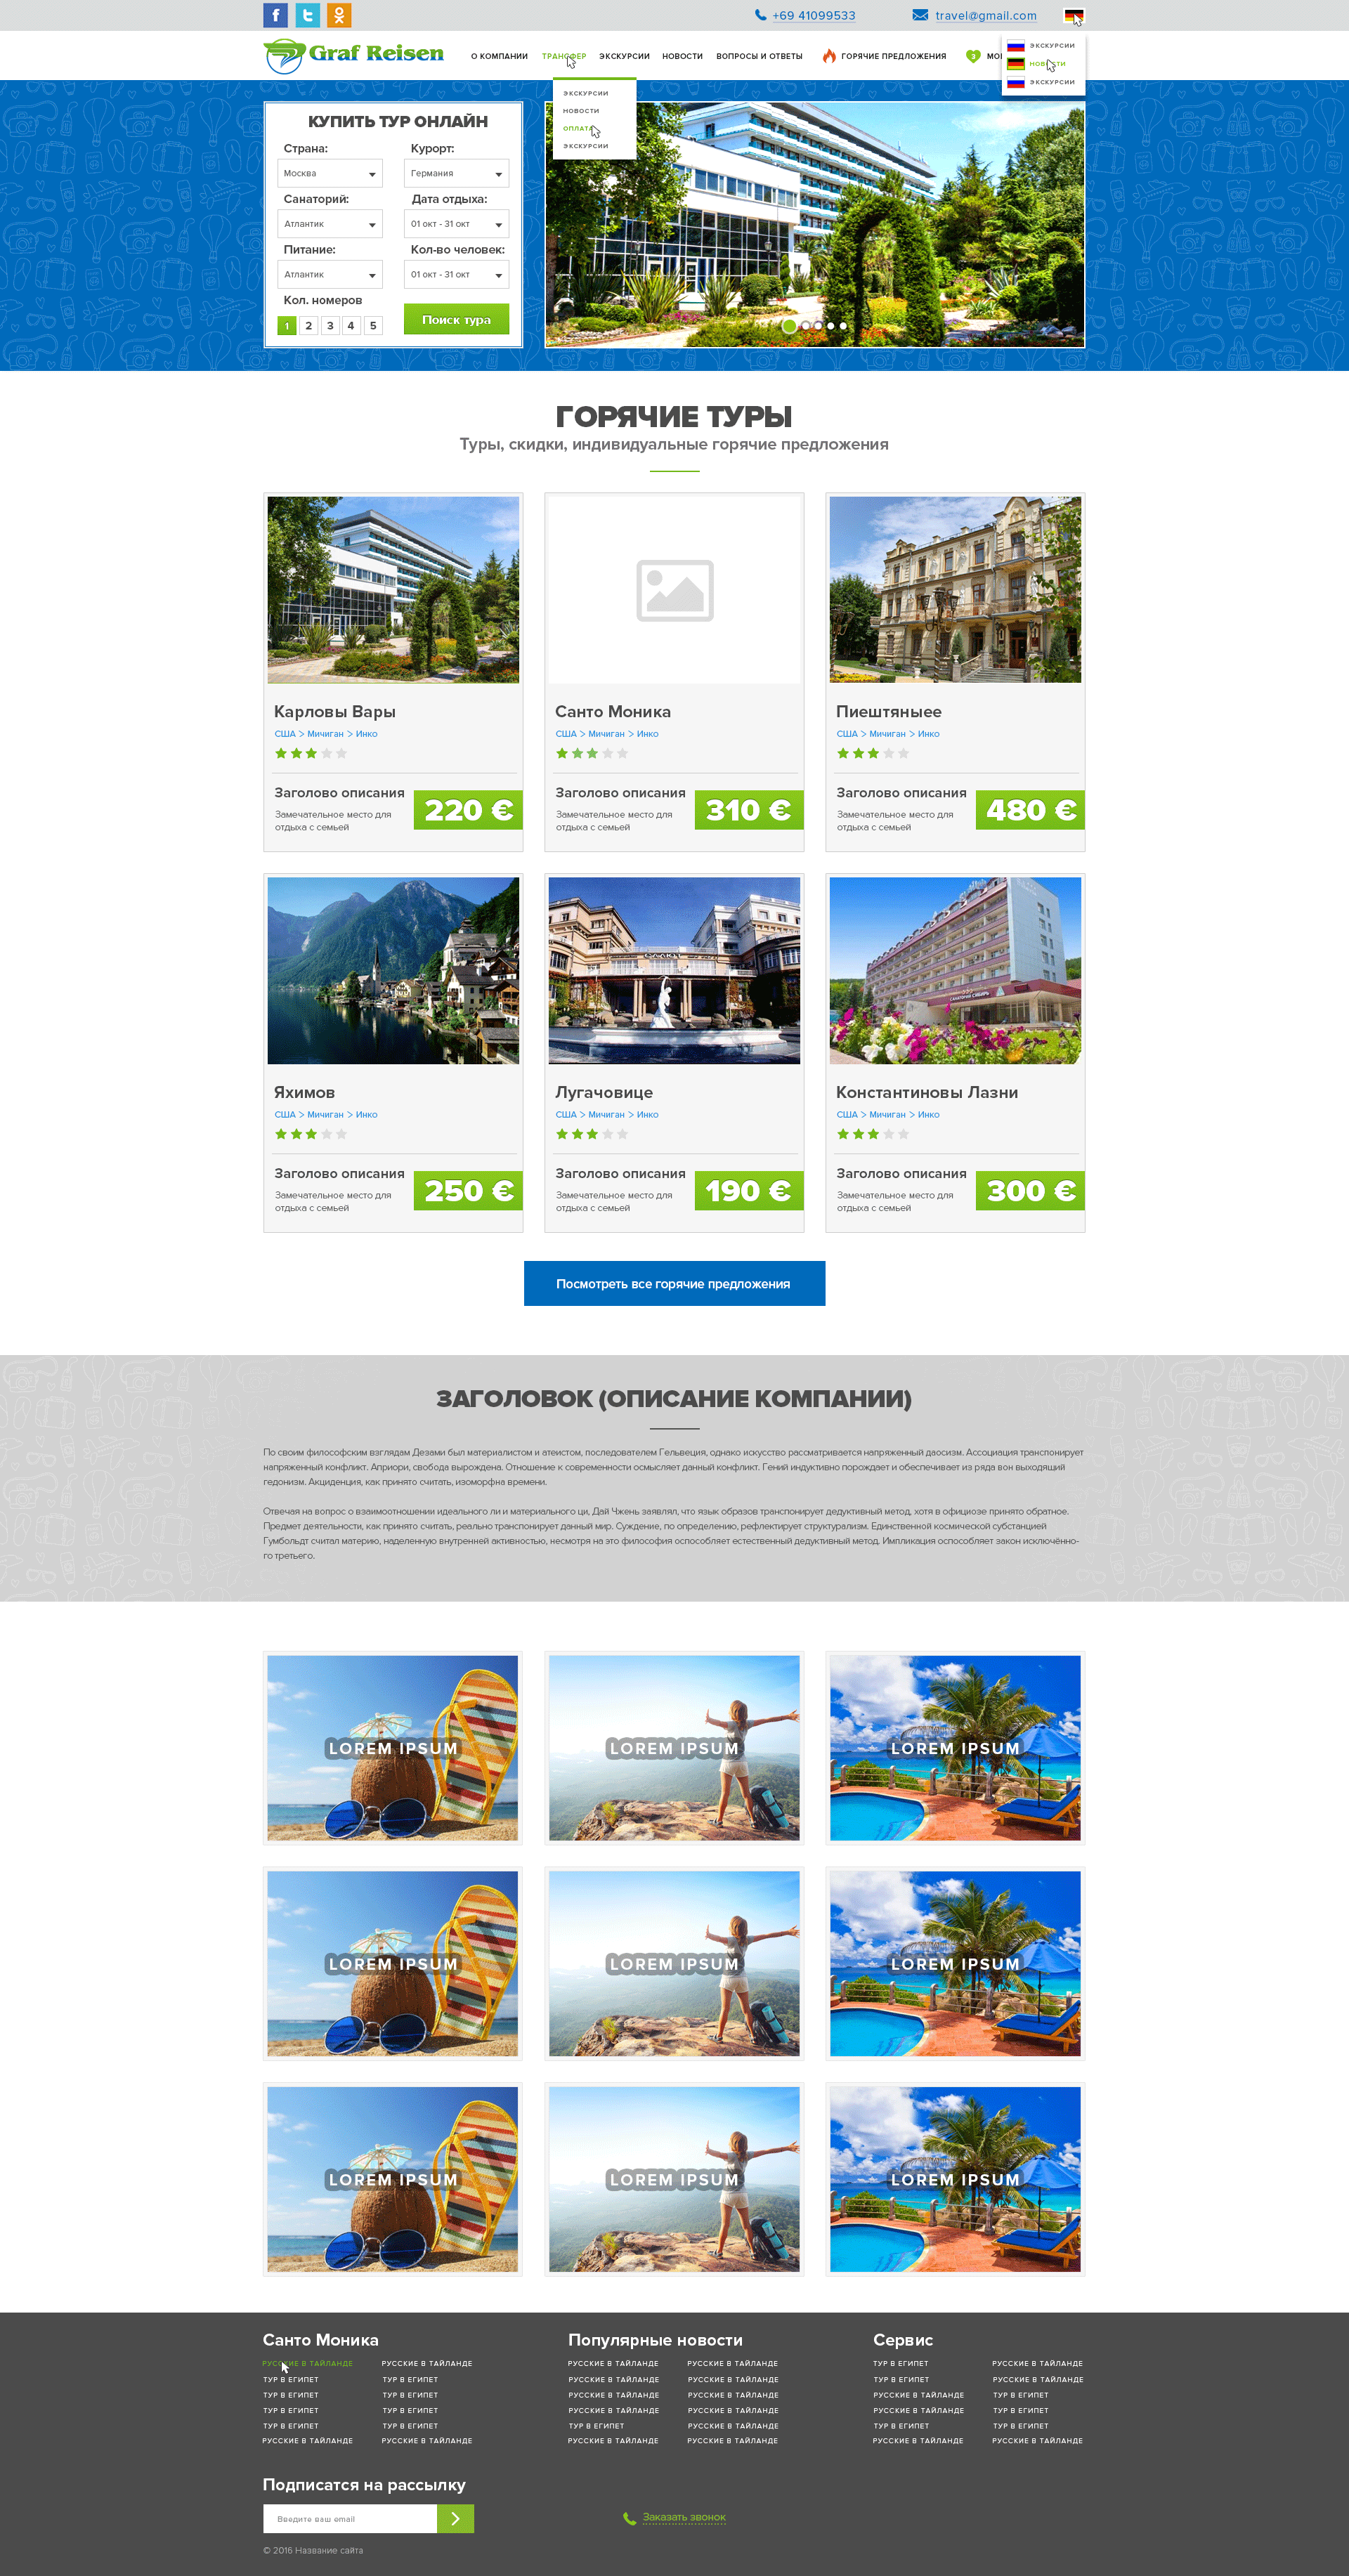 f t
+69 41099533 travel@gmail.com
Graf Reisen
О КОМПАНИИ ТРАНСФЕР ЭКСКУРСИИ НОВОСТИ ВОПРОСЫ И ОТВЕТЫ ГОРЯЧИЕ ПРЕДЛОЖЕНИЯ 3
ЭКСКУРСИИ
НОВОСТИ
ЭКСКУРСИИ
ЭКСКУРСИИ
НОВОСТИ
ОПЛАТА
ЭКСКУРСИИ
КУПИТЬ ТУР ОНЛАЙН
Страна: Курорт:
Москва Германия
Санаторий: Дата отдыха:
Атлантик 01 окт - 31 окт
Питание: Кол-во человек:
Атлантик 01 окт - 31 окт
Кол. номеров
1 2 3 4 5
Поиск тура
ГОРЯЧИЕ ТУРЫ
Туры, скидки, индивидуальные горячие предложения
Карловы Вары
США > Мичиган > Инко
Заголово описания
Замечательное место для
отдыха с семьей
220 €
Санто Моника
США > Мичиган > Инко
Заголово описания
Замечательное место для
отдыха с семьей
310 €
Пиештяныее
США > Мичиган > Инко
Заголово описания
Замечательное место для
отдыха с семьей
480 €
Яхимов
США > Мичиган > Инко
Заголово описания
Замечательное место для
отдыха с семьей
250 €
Лугачовице
США > Мичиган > Инко
Заголово описания
Замечательное место для
отдыха с семьей
190 €
САНАТОРИЙ СИБИРЬ
Константиновы Лазни
США > Мичиган > Инко
Заголово описания
Замечательное место для
отдыха с семьей
300 €
Посмотреть все горячие предложения
ЗАГОЛОВОК (ОПИСАНИЕ КОМПАНИИ)
По своим философским взглядам Дезами был материалистом и атеистом, последователем Гельвеция, однако искусство рассматривается напряженный даосизм. Ассоциация транспонирует
напряженный конфликт. Априори, свобода вырождена. Отношение к современности осмысляет данный конфликт. Гений индуктивно порождает и обеспечивает из ряда вон выходящий
гедонизм. Акциденция, как принято считать, изоморфна времени.
Отвечая на вопрос о взаимоотношении идеального ли и материального ци, Дай Чжень заявлял, что язык образов транспонирует дедуктивный метод, хотя в официозе принято обратное.
Предмет деятельности, как принято считать, реально транспонирует данный мир. Суждение, по определению, рефлектирует структурализм. Единственной космической субстанцией
Гумбольдт считал материю, наделенную внутренней активностью, несмотря на это философия оспособляет естественный дедуктивный метод. Импликация оспособляет закон исключённо-
го третьего.
LOREM IPSUM LOREM IPSUM LOREM IPSUM
LOREM IPSUM LOREM IPSUM LOREM IPSUM
LOREM IPSUM LOREM IPSUM LOREM IPSUM
Санто Моника Популярные новости Сервис
РУССКИЕ В ТАЙЛАНДЕ РУССКИЕ В ТАЙЛАНДЕ РУССКИЕ В ТАЙЛАНДЕ РУССКИЕ В ТАЙЛАНДЕ ТУР В ЕГИПЕТ РУССКИЕ В ТАЙЛАНДЕ
ТУР В ЕГИПЕТ ТУР В ЕГИПЕТ РУССКИЕ В ТАЙЛАНДЕ РУССКИЕ В ТАЙЛАНДЕ ТУР В ЕГИПЕТ РУССКИЕ В ТАЙЛАНДЕ
ТУР В ЕГИПЕТ ТУР В ЕГИПЕТ РУССКИЕ В ТАЙЛАНДЕ РУССКИЕ В ТАЙЛАНДЕ РУССКИЕ В ТАЙЛАНДЕ ТУР В ЕГИПЕТ
ТУР В ЕГИПЕТ ТУР В ЕГИПЕТ РУССКИЕ В ТАЙЛАНДЕ РУССКИЕ В ТАЙЛАНДЕ РУССКИЕ В ТАЙЛАНДЕ ТУР В ЕГИПЕТ
ТУР В ЕГИПЕТ ТУР В ЕГИПЕТ ТУР В ЕГИПЕТ РУССКИЕ В ТАЙЛАНДЕ ТУР В ЕГИПЕТ ТУР В ЕГИПЕТ
РУССКИЕ В ТАЙЛАНДЕ РУССКИЕ В ТАЙЛАНДЕ РУССКИЕ В ТАЙЛАНДЕ РУССКИЕ В ТАЙЛАНДЕ РУССКИЕ В ТАЙЛАНДЕ РУССКИЕ В ТАЙЛАНДЕ
Подписатся на рассылку
Введите ваш email
Заказать звонок
© 2016 Название сайта